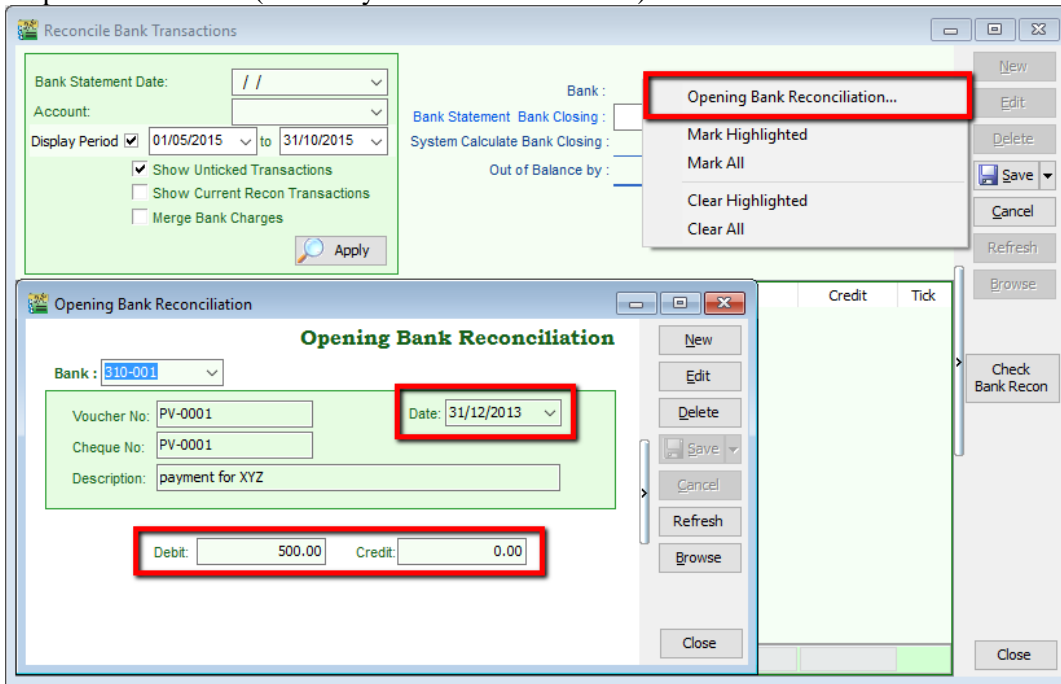 Reconcile Bank Transactions
Bank Statement Date: / /
Account:
Display Period 01/05/2015 to 31/10/2015
Show Unticked Transactions
Show Current Recon Transactions
Merge Bank Charges
Apply
Bank :
Bank Statement Bank Closing :
System Calculate Bank Closing :
Out of Balance by :
Opening Bank Reconciliation...
Mark Highlighted
Mark All
Clear Highlighted
Clear All
New
Edit
Delete
Save
Cancel
Refresh
Browse
Check
Bank Recon
Close
Credit Tick
Opening Bank Reconciliation
Opening Bank Reconciliation
Bank : 310-001
Voucher No: PV-0001
Date: 31/12/2013
Cheque No: PV-0001
Description: payment for XYZ
Debit: 500.00 Credit: 0.00
New
Edit
Delete
Save
Cancel
Refresh
Browse
Close